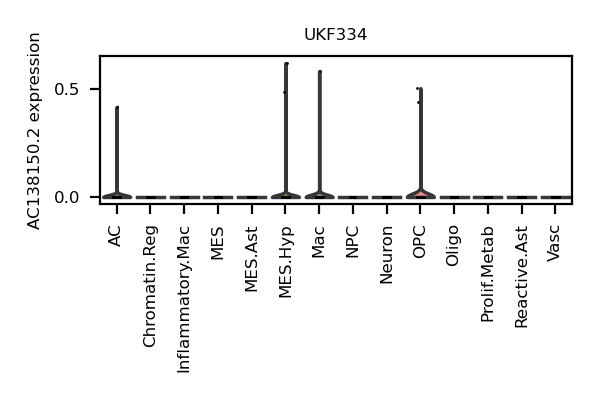 UKF334
AC138150.2 expression
0.5
0.0
AC
Chromatin.Reg
Inflammatory.Mac
MES
MES.Ast
MES.Hyp
Mac
NPC
Neuron
OPC
Oligo
Prolif.Metab
Reactive.Ast
Vasc